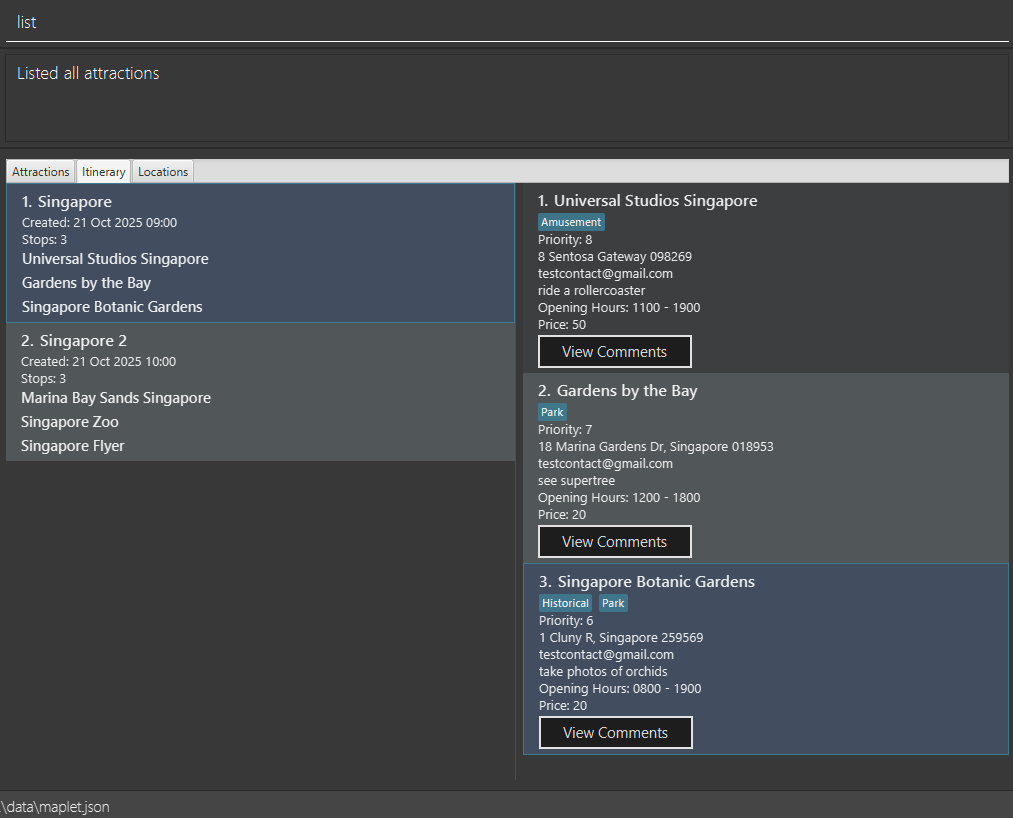 list
Listed all attractions
Attractions Itinerary Locations
1. Singapore
Created: 21 Oct 2025 09:00
Stops: 3
Universal Studios Singapore
Gardens by the Bay
Singapore Botanic Gardens
2. Singapore 2
Created: 21 Oct 2025 10:00
Stops: 3
Marina Bay Sands Singapore
Singapore Zoo
Singapore Flyer
1. Universal Studios Singapore
Amusement
Priority: 8
8 Sentosa Gateway 098269
testcontact@gmail.com
ride a rollercoaster
Opening Hours: 1100 - 1900
Price: 50
View Comments
2. Gardens by the Bay
Park
Priority: 7
18 Marina Gardens Dr, Singapore 018953
testcontact@gmail.com
see supertree
Opening Hours: 1200 - 1800
Price: 20
View Comments
3. Singapore Botanic Gardens
Historical Park
Priority: 6
1 Cluny R, Singapore 259569
testcontact@gmail.com
take photos of orchids
Opening Hours: 0800 - 1900
Price: 20
View Comments
\data\maplet.json